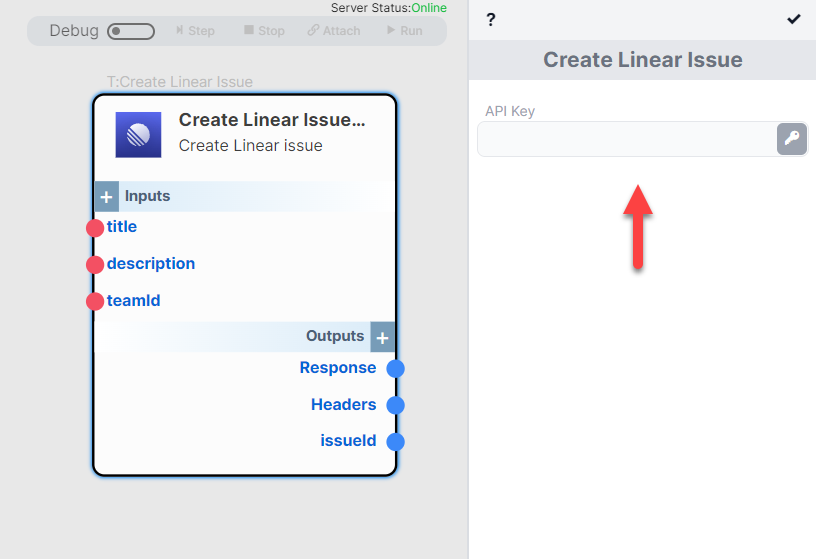 Server Status:Online
Debug Step Stop Attach Run
T:Create Linear Issue
Create Linear Issue...
Create Linear issue
+ Inputs
title
description
teamId
Outputs +
Response
Headers
issueId
?
Create Linear Issue
API Key